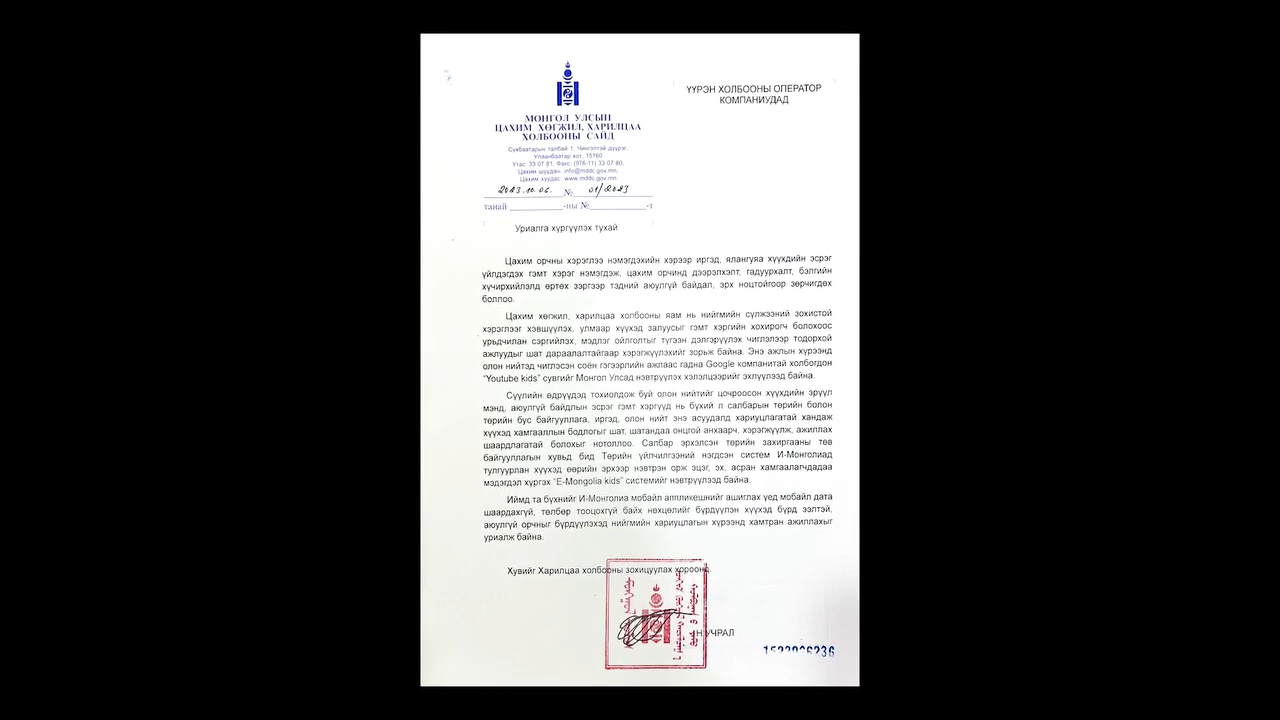 ҮҮРЭН ХОЛБООНЫ ОПЕРАТОР
КОМПАНИУДАД
МОНГОЛ УЛСЫН
ЦАХИМ ХӨГЖИЛ, ХАРИЛЦАА
ХОЛБООНЫ САЙД
Сүхбаатарын талбай 1. Чингэлтэй дүүрэг,
Улаанбаатар хот, 15160
Утас: 33 07 81, Факс: (976-11) 33 07 80,
Цахим шуудан: info@mddc.gov.mn,
Цахим хуудас: www.mddc.gov.mn
2023.10.06. № 01/2023
танай ____________-ны №____________-т
Уриалга хүргүүлэх тухай
Цахим орчны хэрэглээ нэмэгдэхийн хэрээр иргэд, ялангуяа хүүхдийн эсрэг
үйлдэгдэх гэмт хэрэг нэмэгдэж, цахим орчинд дээрэлхэлт, гадуурхалт, бэлгийн
хүчирхийлэлд өртөх зэргээр тэдний аюулгүй байдал, эрх ноцтойгоор зөрчигдөх
боллоо.
Цахим хөгжил, харилцаа холбооны яам нь нийгмийн сүлжээний зохистой
хэрэглээг хэвшүүлэх, улмаар хүүхэд залуусыг гэмт хэргийн хохирогч болохоос
урьдчилан сэргийлэх, мэдлэг ойлголтыг түгээн дэлгэрүүлэх чиглэлээр тодорхой
ажлуудыг шат дараалалтайгаар хэрэгжүүлэхийг зорьж байна. Энэ ажлын хүрээнд
олон нийтэд чиглэсэн соён гэгээрлийн ажлаас гадна Google компанитай холбогдон
“Youtube kids” сувгийг Монгол Улсад нэвтрүүлэх хэлэлцээрийг эхлүүлээд байна.
Сүүлийн өдрүүдэд тохиолдож буй олон нийтийг цочроосон хүүхдийн эрүүл
мэнд, аюулгүй байдлын эсрэг гэмт хэргүүд нь бүхий л салбарын төрийн болон
төрийн бус байгууллага, иргэд, олон нийт энэ асуудалд хариуцлагатай хандаж
хүүхэд хамгааллын бодлогыг шат, шатандаа онцгой анхаарч, хэрэгжүүлж, ажиллах
шаардлагатай болохыг нотоллоо. Салбар эрхэлсэн төрийн захиргааны төв
байгууллагын хувьд бид Төрийн үйлчилгээний нэгдсэн систем И-Монголиад
тулгуурлан хүүхэд өөрийн эрхээр нэвтрэн орж эцэг, эх, асран хамгаалагчдадаа
мэдэгдэл хүргэх “E-Mongolia kids” системийг нэвтрүүлээд байна.
Иймд та бүхнийг И-Монголиа мобайл аппликешнийг ашиглах үед мобайл дата
шаардахгүй, төлбөр тооцохгүй байх нөхцөлийг бүрдүүлэн хүүхэд бүрд ээлтэй,
аюулгүй орчныг бүрдүүлэхэд нийгмийн хариуцлагын хүрээнд хамтран ажиллахыг
уриалж байна.
Хувийг Харилцаа холбооны зохицуулах хороонд.
Н.УЧРАЛ